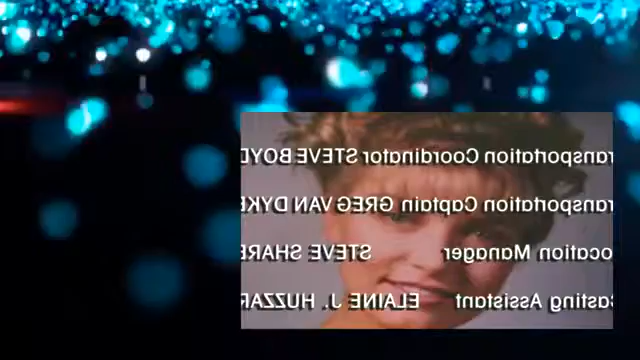 ransportation Coordinator STEVE BOYD
ransportation Captain GREG VAN DYKE
ocation Manager STEVE SHARE
asting Assistant ELAINE J. HUZZAR